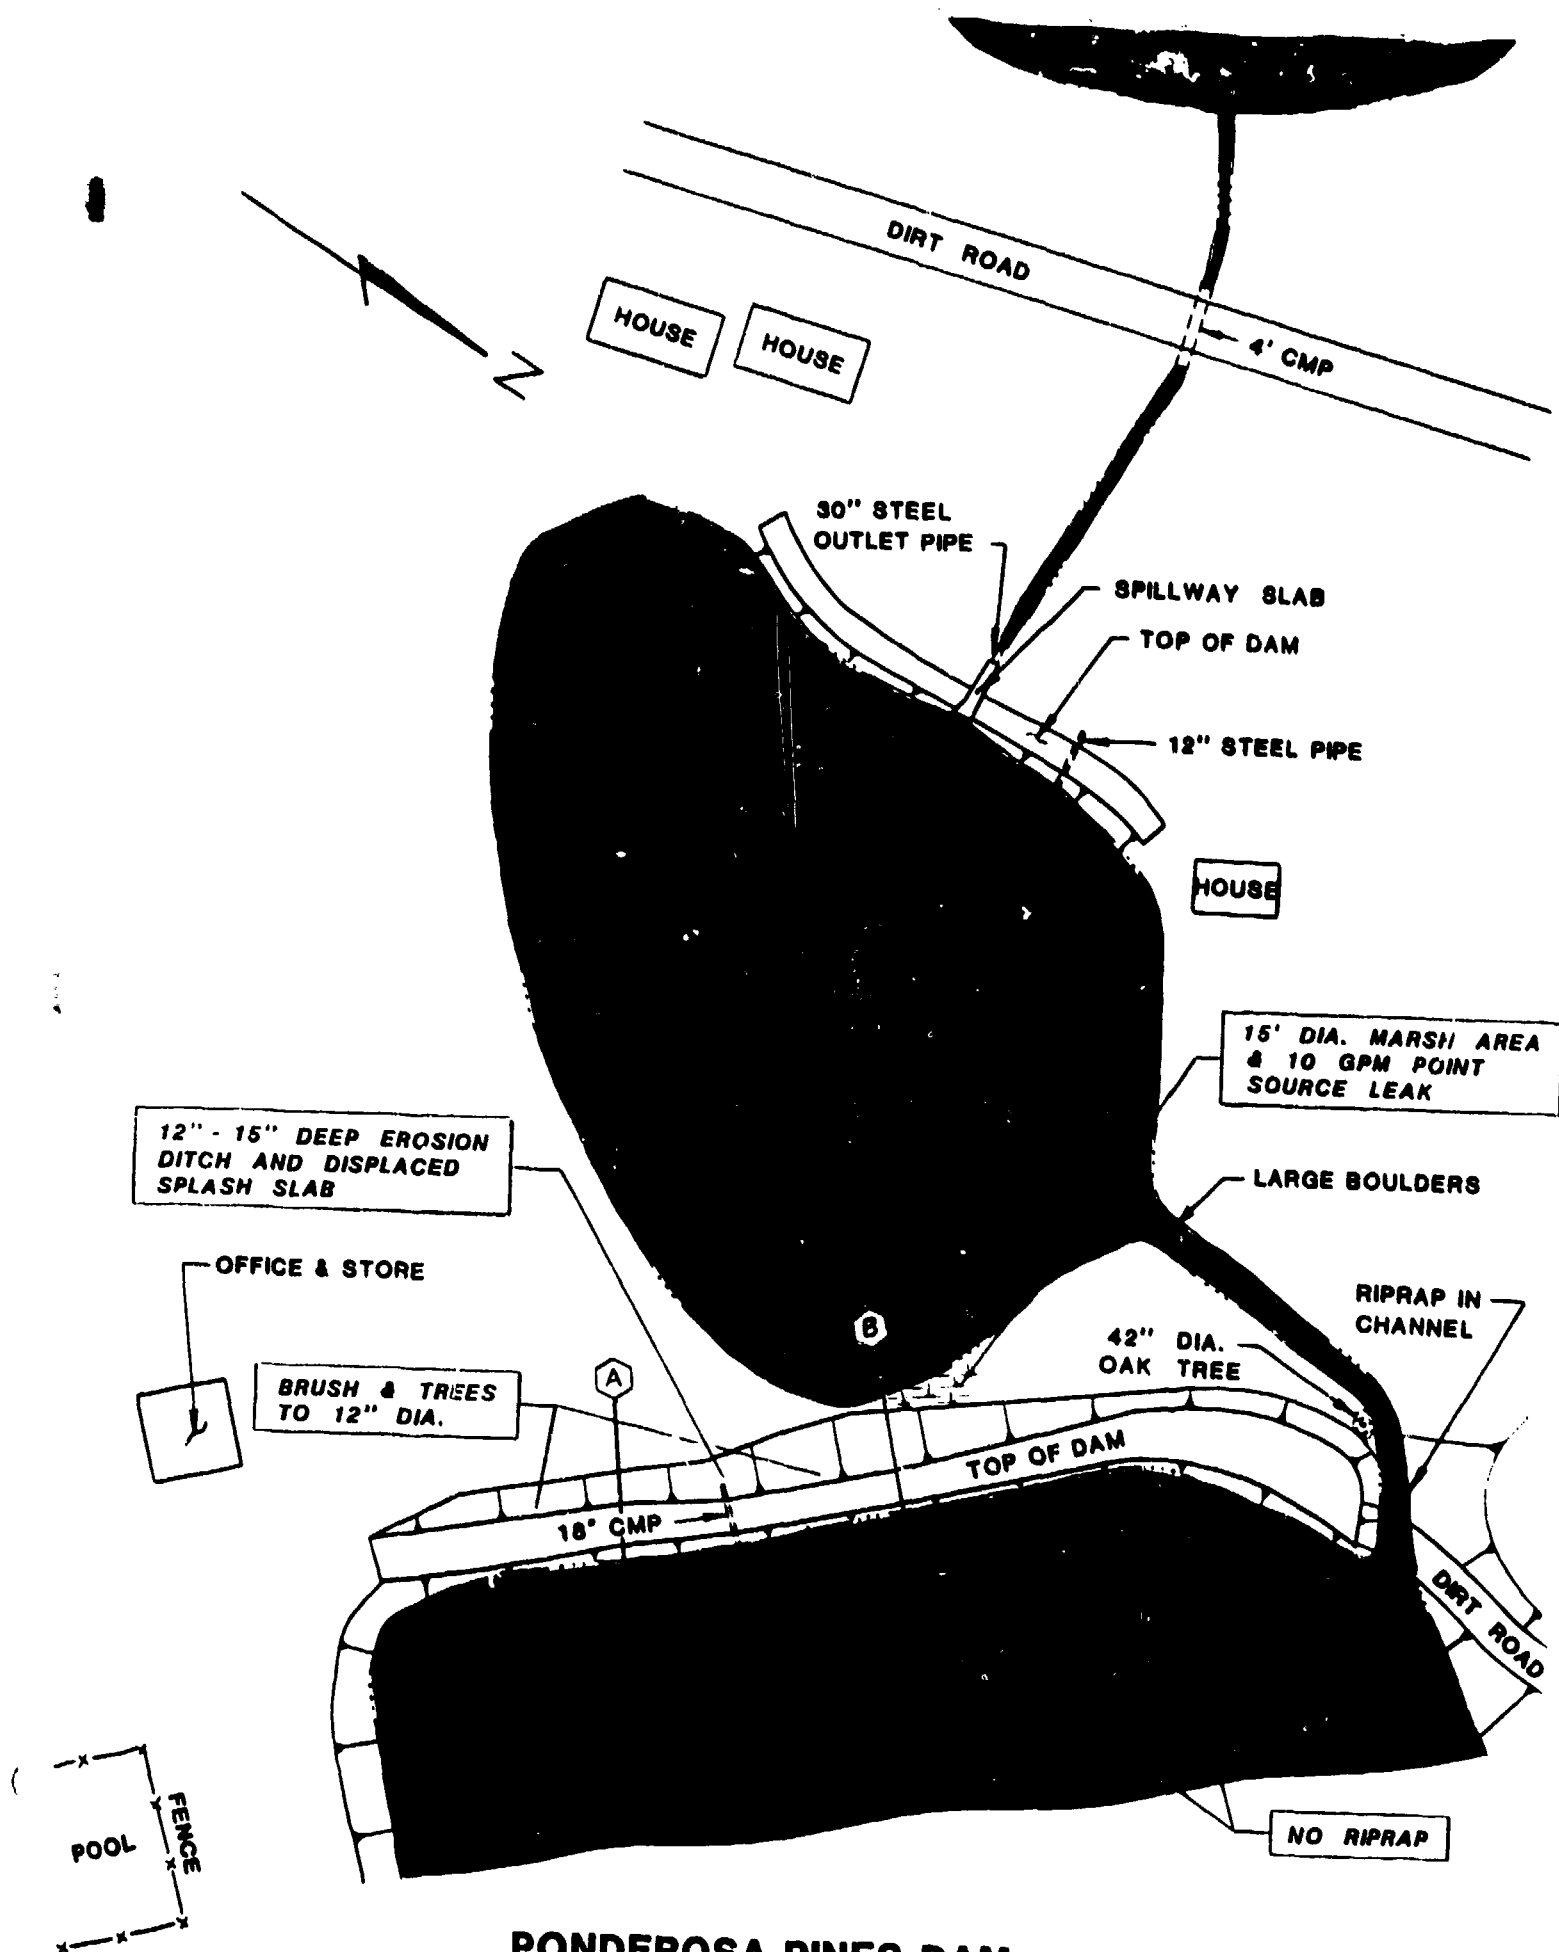 DIRT ROAD
HOUSE
HOUSE
4' CMP
N
30" STEEL
OUTLET PIPE
SPILLWAY SLAB
TOP OF DAM
12" STEEL PIPE
HOUSE
15' DIA. MARSH AREA
& 10 GPM POINT
SOURCE LEAK
12" - 15" DEEP EROSION
DITCH AND DISPLACED
SPLASH SLAB
LARGE BOULDERS
OFFICE & STORE
RIPRAP IN
CHANNEL
B
42" DIA.
OAK TREE
A
BRUSH & TREES
TO 12" DIA.
TOP OF DAM
18" CMP
DIRT ROAD
FENCE
POOL
NO RIPRAP
PONDEROSA PINES DAM